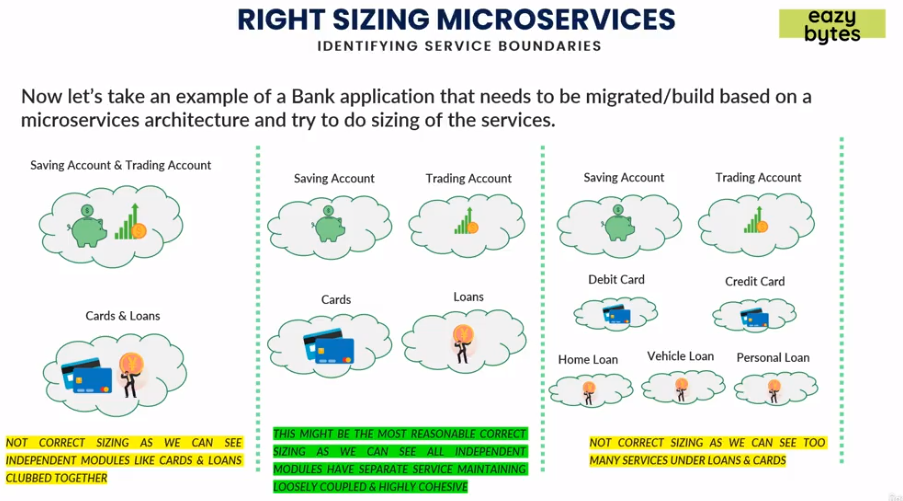 RIGHT SIZING MICROSERVICES
IDENTIFYING SERVICE BOUNDARIES
eazy
bytes
Now let's take an example of a Bank application that needs to be migrated/build based on a
microservices architecture and try to do sizing of the services.
Saving Account & Trading Account
Cards & Loans
NOT CORRECT SIZING AS WE CAN SEE
INDEPENDENT MODULES LIKE CARDS & LOANS
CLUBBED TOGETHER
Saving Account
Trading Account
Cards
Loans
THIS MIGHT BE THE MOST REASONABLE CORRECT
SIZING AS WE CAN SEE ALL INDEPENDENT
MODULES HAVE SEPARATE SERVICE MAINTAINING
LOOSELY COUPLED & HIGHLY COHESIVE
Saving Account
Trading Account
Debit Card
Credit Card
Home Loan
Vehicle Loan
Personal Loan
NOT CORRECT SIZING AS WE CAN SEE TOO
MANY SERVICES UNDER LOANS & CARDS